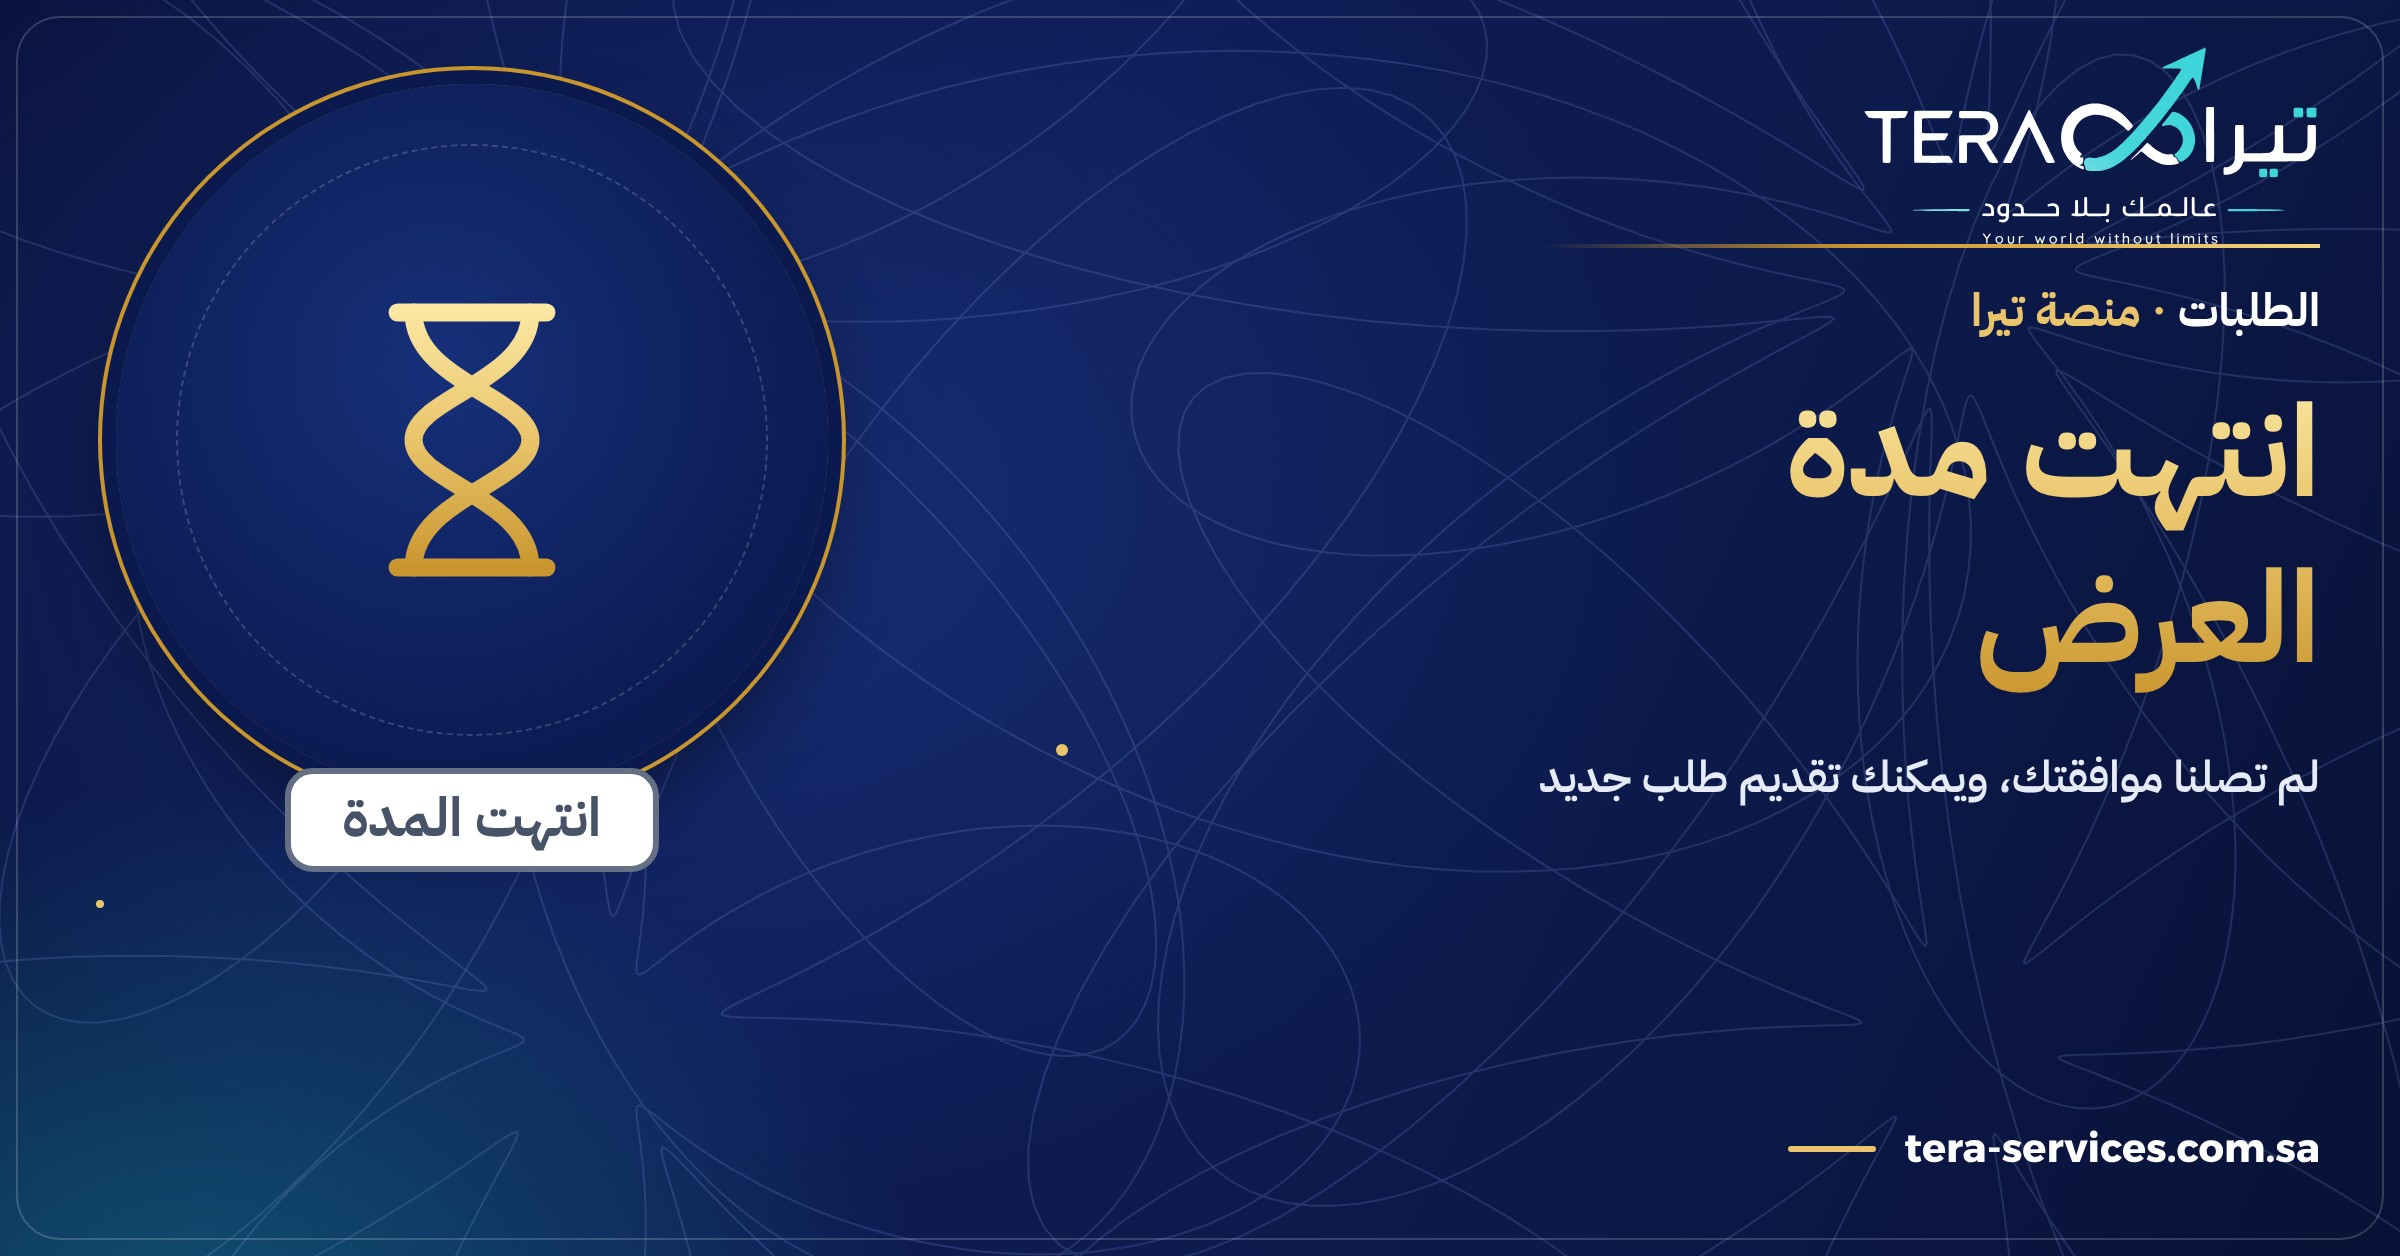 TERA تيرا
عالمك بلا حدود
Your world without limits
الطلبات · منصة تيرا
انتهت مدة
العرض
لم تصلنا موافقتك، ويمكنك تقديم طلب جديد
انتهت المدة
tera-services.com.sa